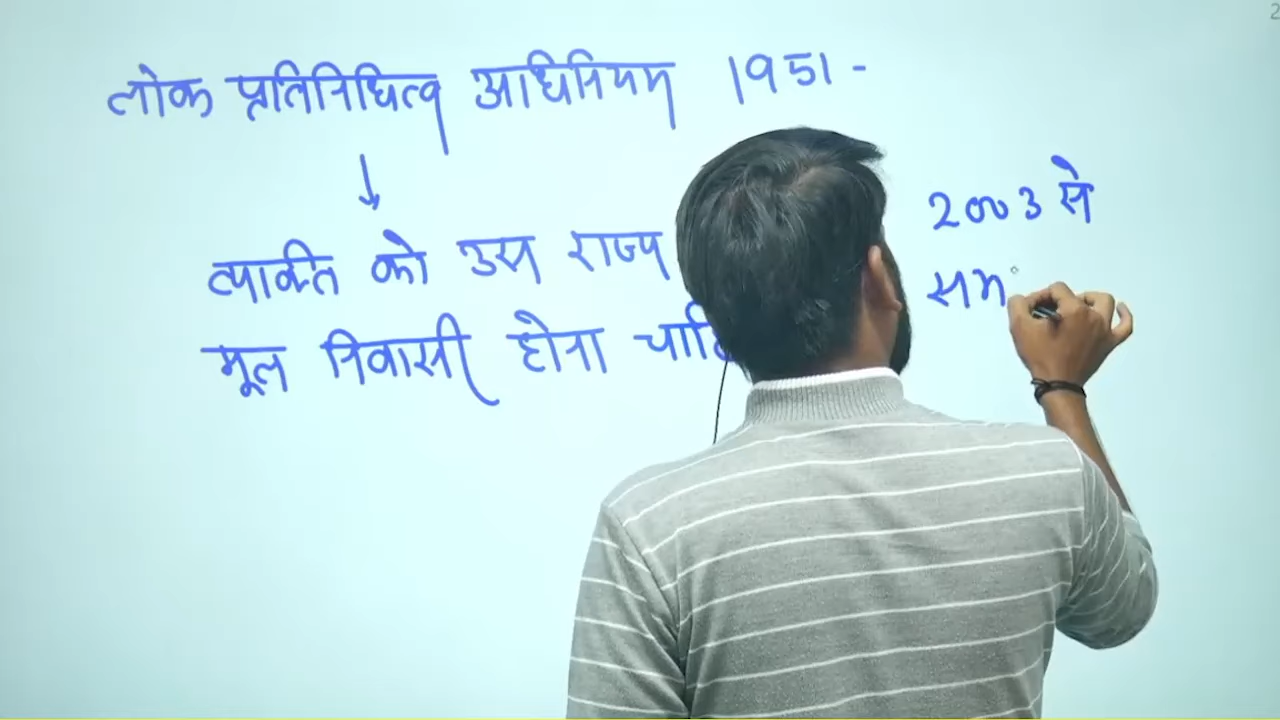 लोक प्रतिनिधित्व अधिनियम 1951 -
व्यक्ति को उस राज्य
मूल निवासी होना
2003 से